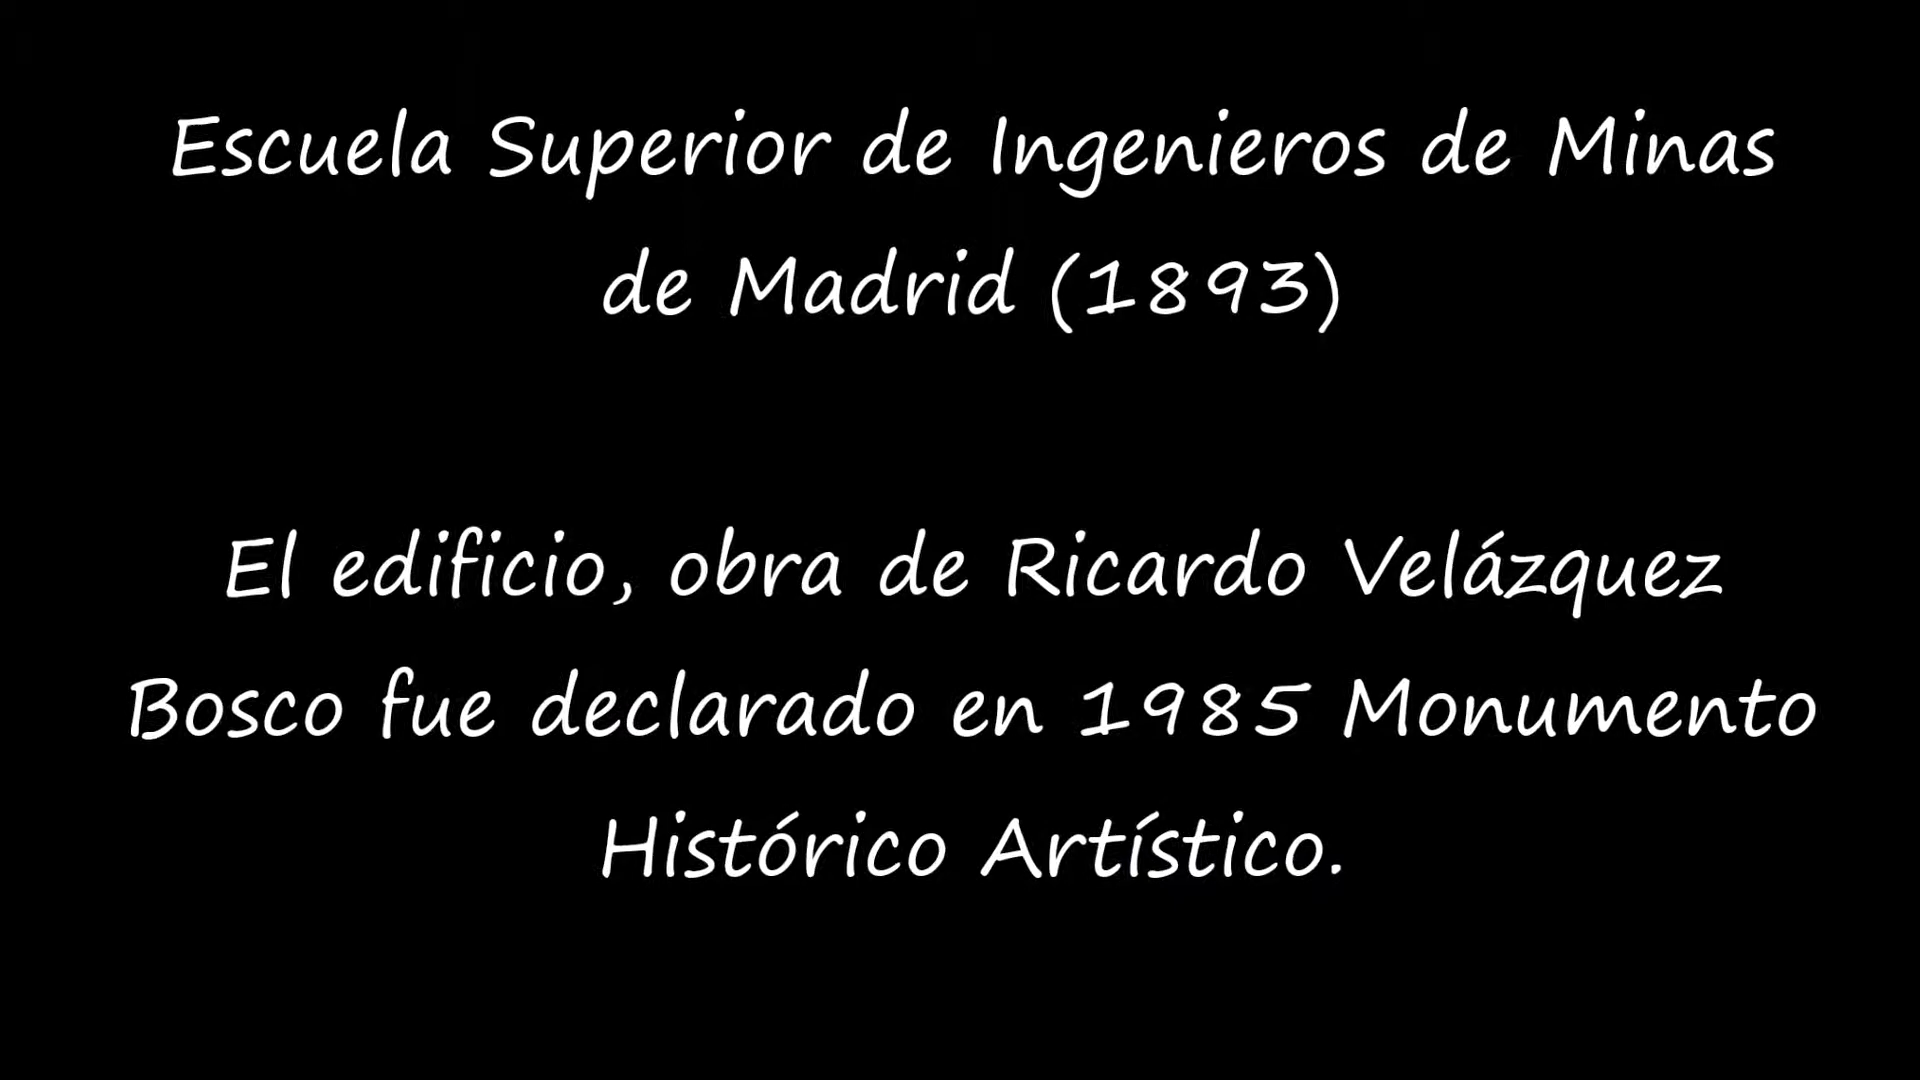 Escuela Superior de Ingenieros de Minas
de Madrid (1893)
El edificio, obra de Ricardo Velázquez
Bosco fue declarado en 1985 Monumento
Histórico Artístico.